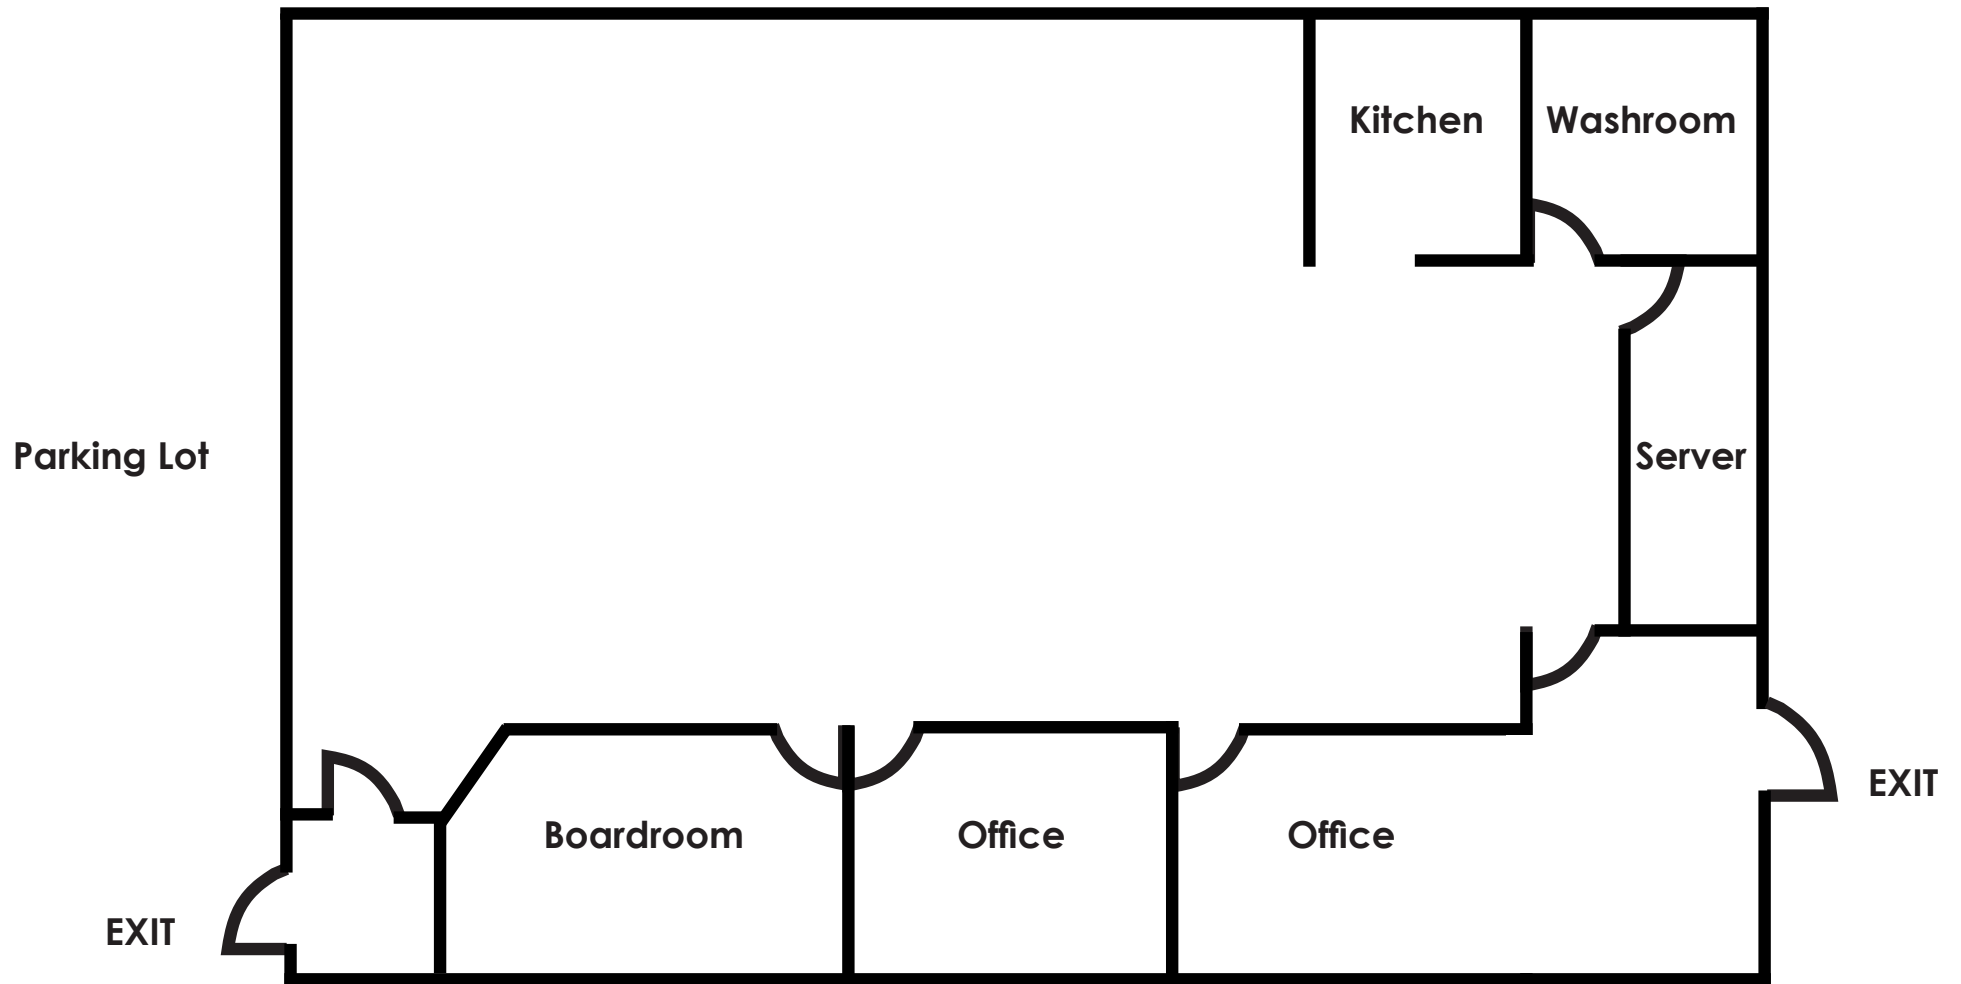 Kitchen
Washroom
Parking Lot
Server
EXIT
Boardroom
Office
Office
EXIT